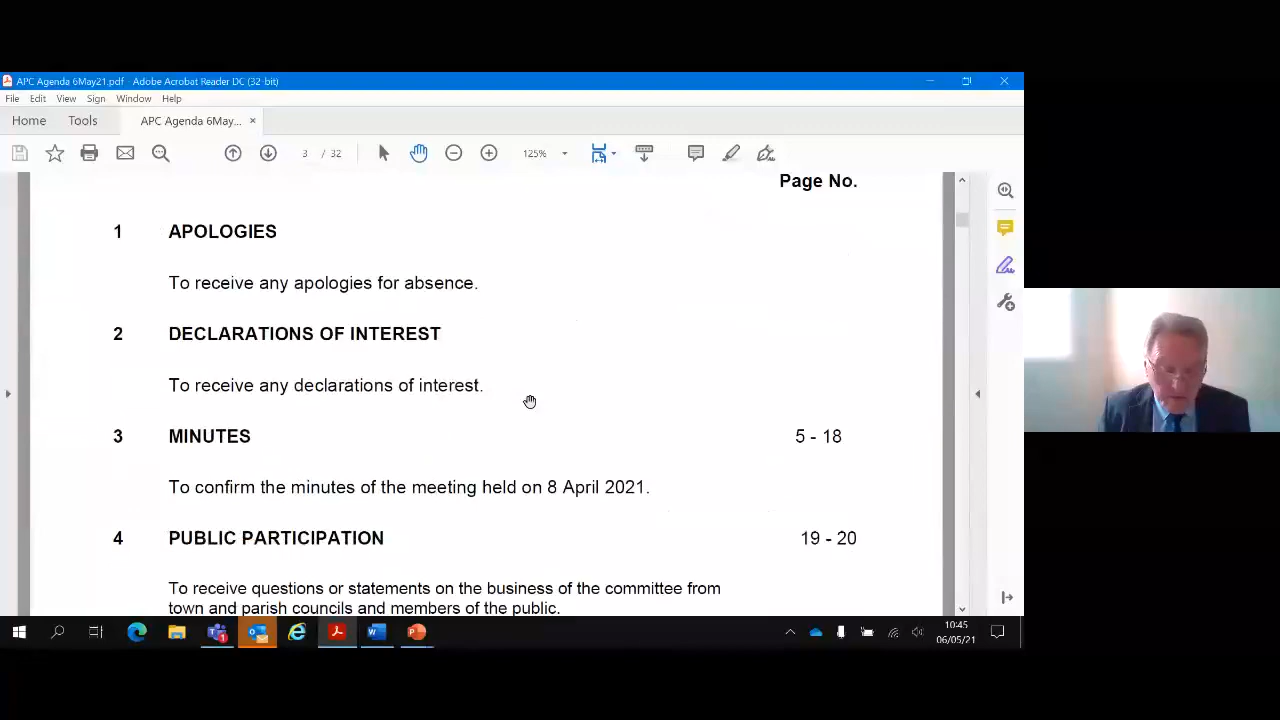 APC Agenda 6May21.pdf - Adobe Acrobat Reader DC (32-bit)
File Edit View Sign Window Help
Home Tools APC Agenda 6May... ×
3 / 32 125%
Page No.
1 APOLOGIES
To receive any apologies for absence.
2 DECLARATIONS OF INTEREST
To receive any declarations of interest.
3 MINUTES 5 - 18
To confirm the minutes of the meeting held on 8 April 2021.
4 PUBLIC PARTICIPATION 19 - 20
To receive questions or statements on the business of the committee from
town and parish councils and members of the public.
10:45
06/05/21